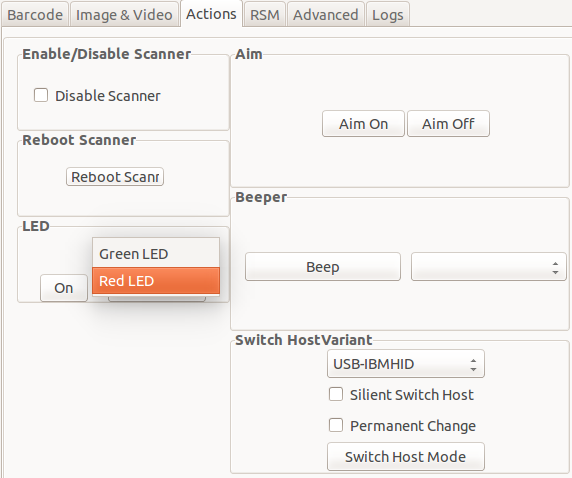 Barcode
Image & Video
Actions
RSM
Advanced
Logs
Enable/Disable Scanner
Disable Scanner
Reboot Scanner
Reboot Scanr
LED
Green LED
Red LED
On
Aim
Aim On
Aim Off
Beeper
Beep
Switch HostVariant
USB-IBMHID
Silient Switch Host
Permanent Change
Switch Host Mode